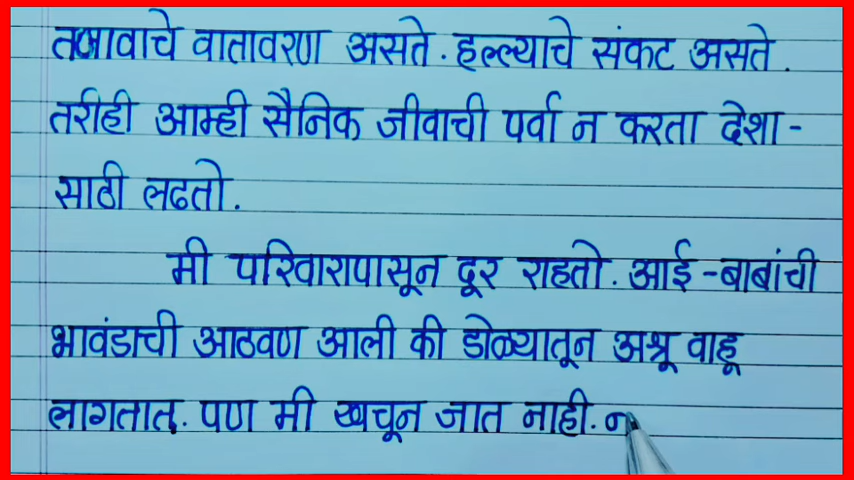 तणावाचे वातावरण असते. हल्ल्याचे संकट असते.
तरीही आम्ही सैनिक जीवाची पर्वा न करता देशा-
साठी लढतो.
मी परिवारापासून दूर राहतो. आई-बाबांची
भावंडाची आठवण आली की डोळ्यातून अश्रू वाहू
लागतात. पण मी खचून जात नाही.